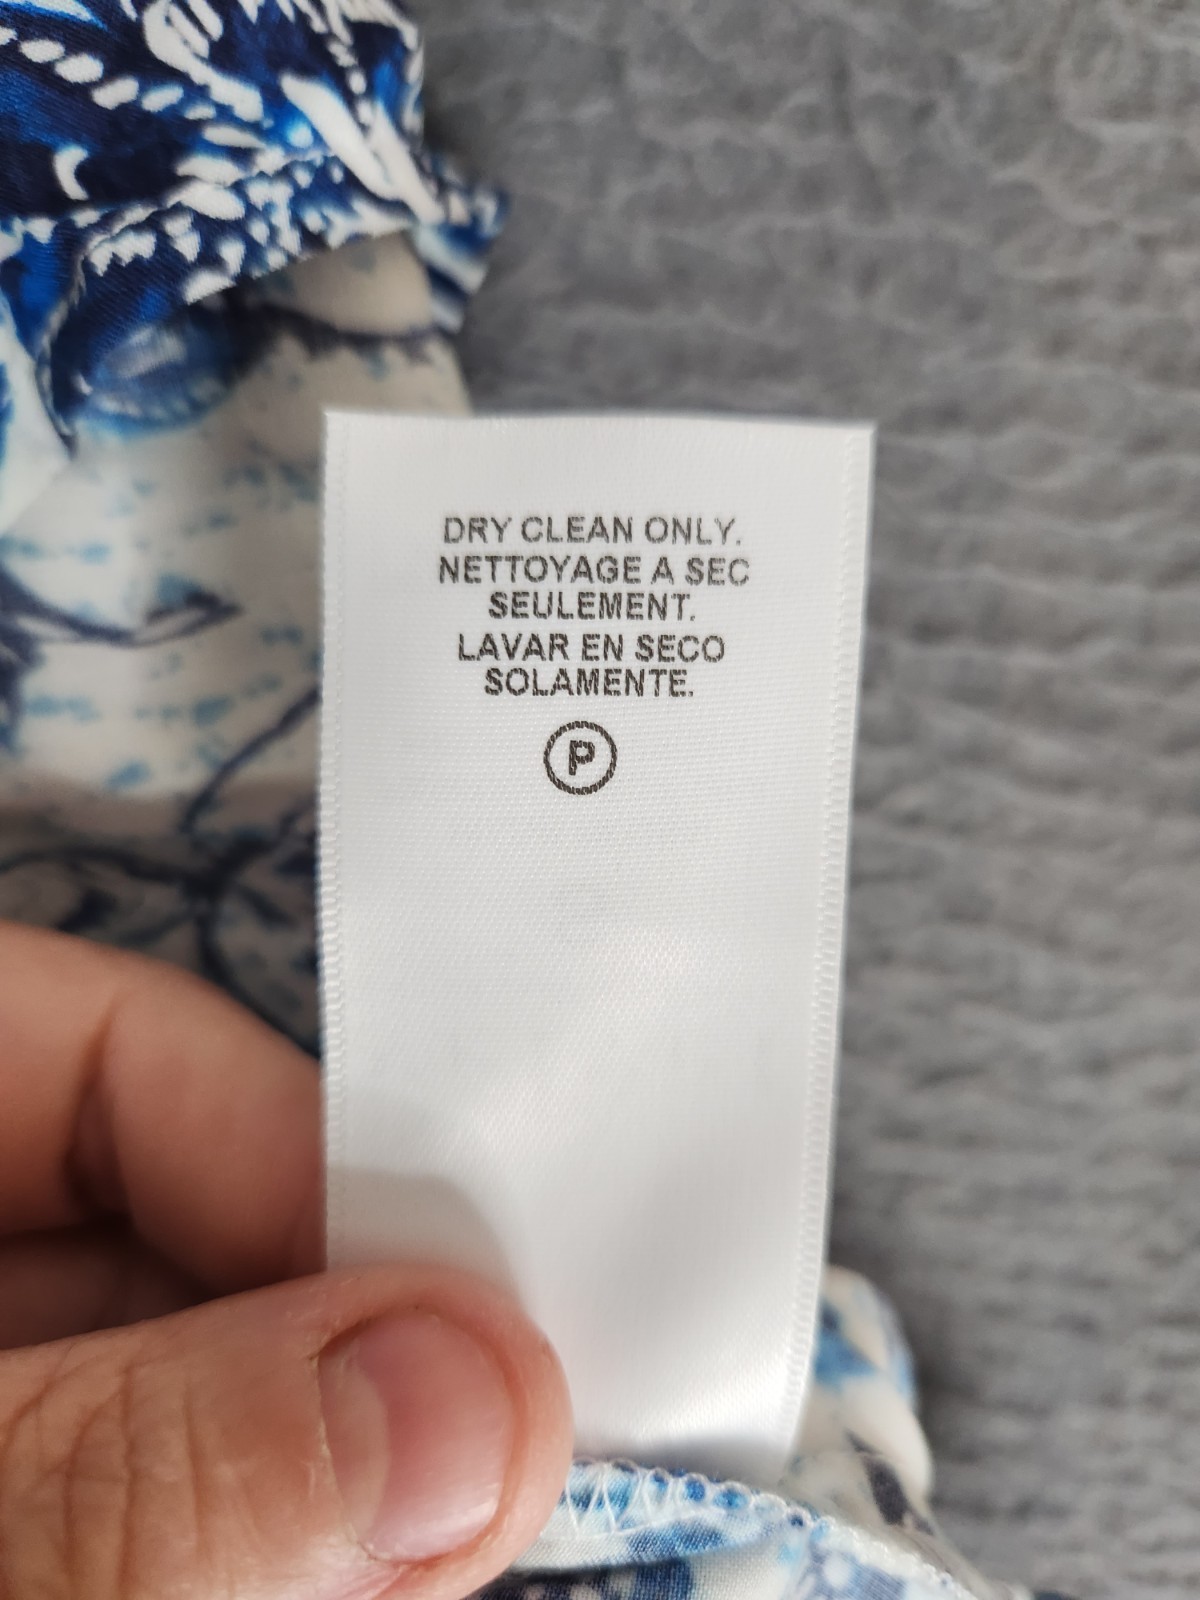 DRY CLEAN ONLY.
NETTOYAGE A SEC
SEULEMENT.
LAVAR EN SECO
SOLAMENTE.
P